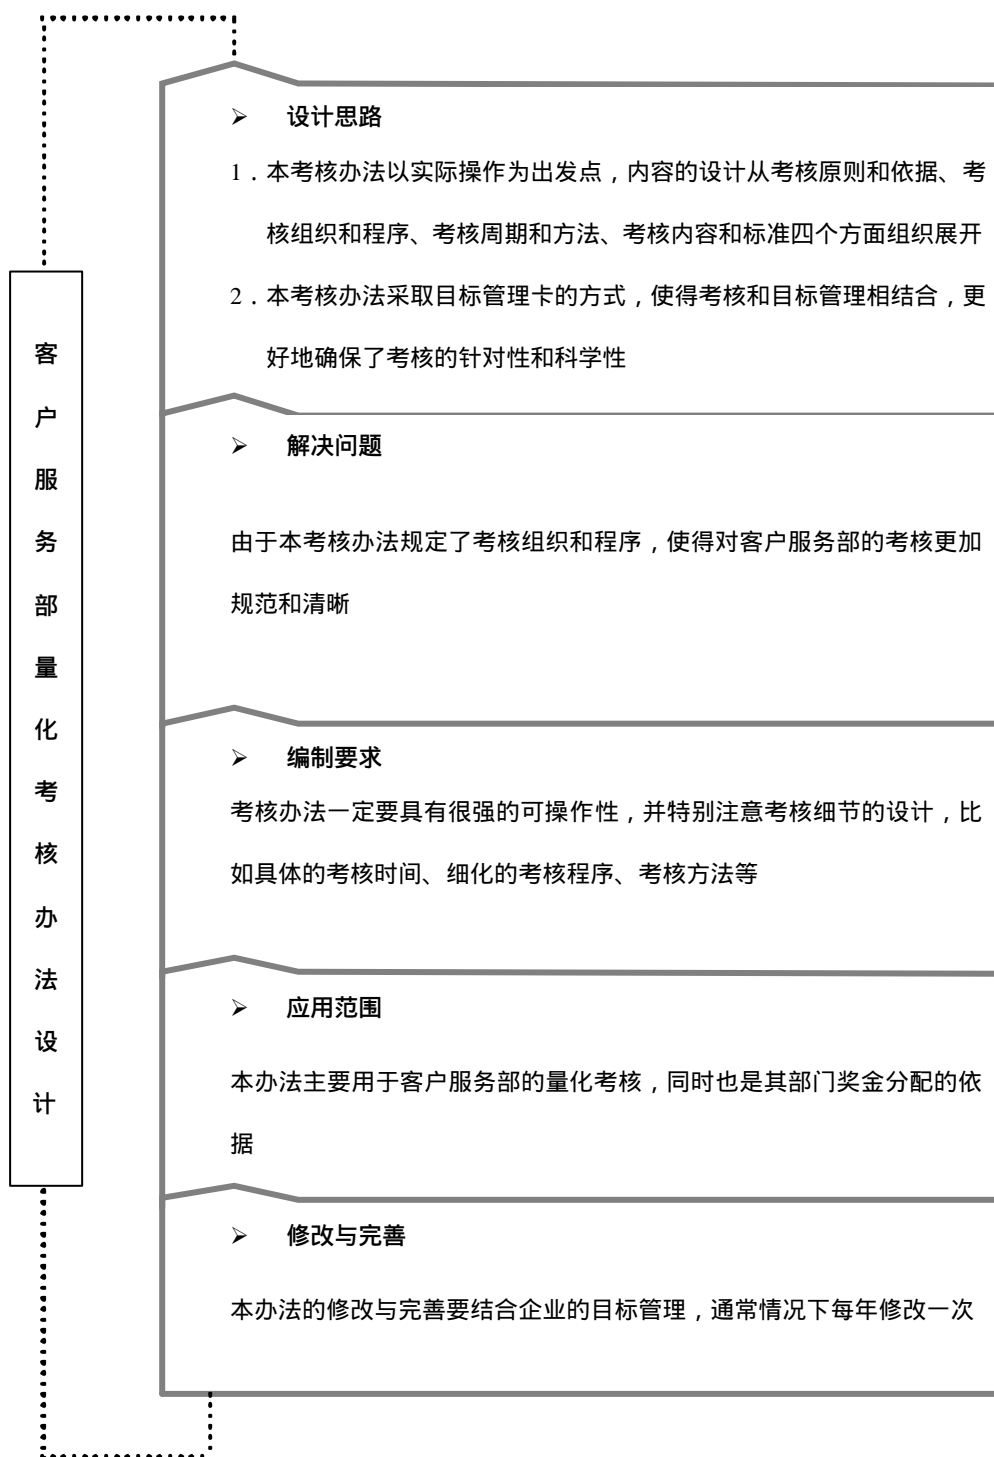 客户服务部量化考核办法设计
➢ 设计思路
1．本考核办法以实际操作为出发点，内容的设计从考核原则和依据、考
核组织和程序、考核周期和方法、考核内容和标准四个方面组织展开
2．本考核办法采取目标管理卡的方式，使得考核和目标管理相结合，更
好地确保了考核的针对性和科学性
➢ 解决问题
由于本考核办法规定了考核组织和程序，使得对客户服务部的考核更加
规范和清晰
➢ 编制要求
考核办法一定要具有很强的可操作性，并特别注意考核细节的设计，比
如具体的考核时间、细化的考核程序、考核方法等
➢ 应用范围
本办法主要用于客户服务部的量化考核，同时也是其部门奖金分配的依
据
➢ 修改与完善
本办法的修改与完善要结合企业的目标管理，通常情况下每年修改一次